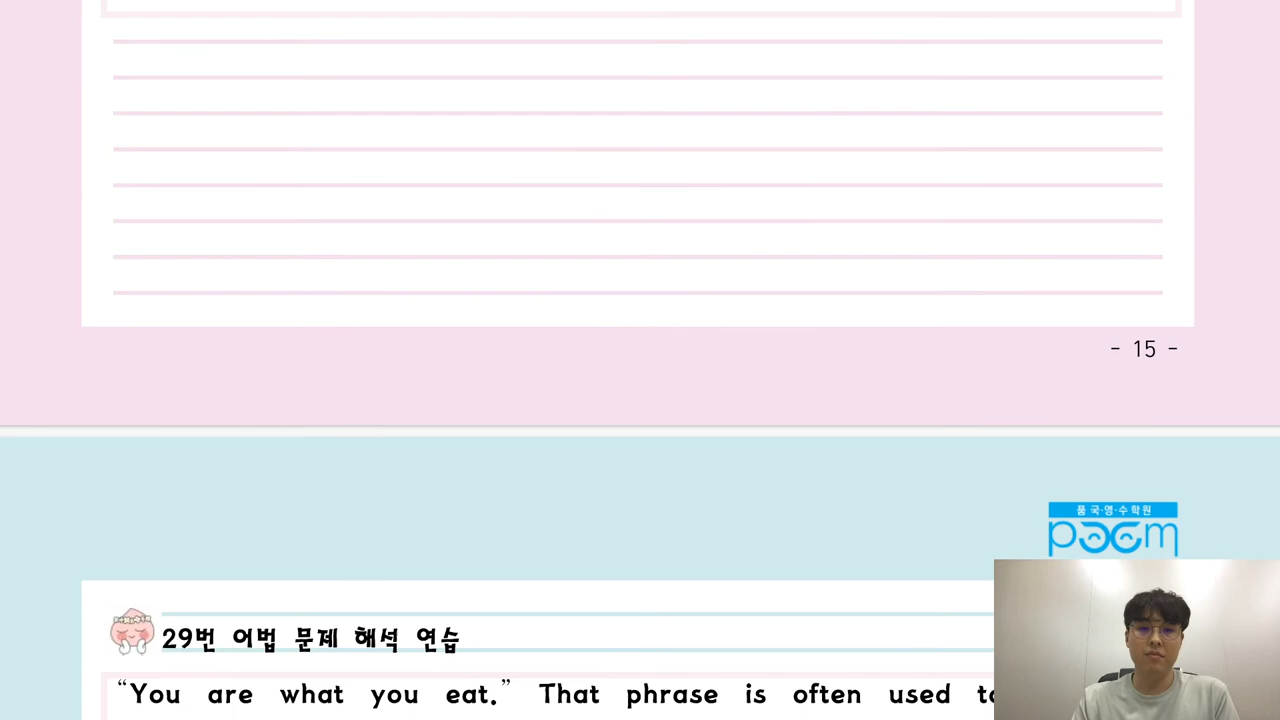 - 15 -
품 국·영·수 학원
poem
29번 어법 문제 해석 연습
“You are what you eat.” That phrase is often used